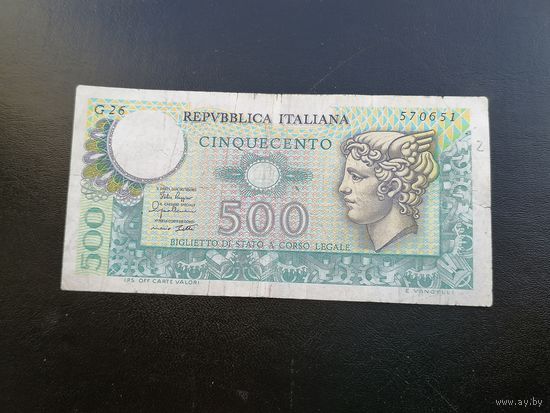 G 26
REPVBBLICA ITALIANA
570651
CINQUECENTO
500
500
BIGLIETTO DI STATO A CORSO LEGALE
IPS. OFF. CARTE VALORI
www.ay.by